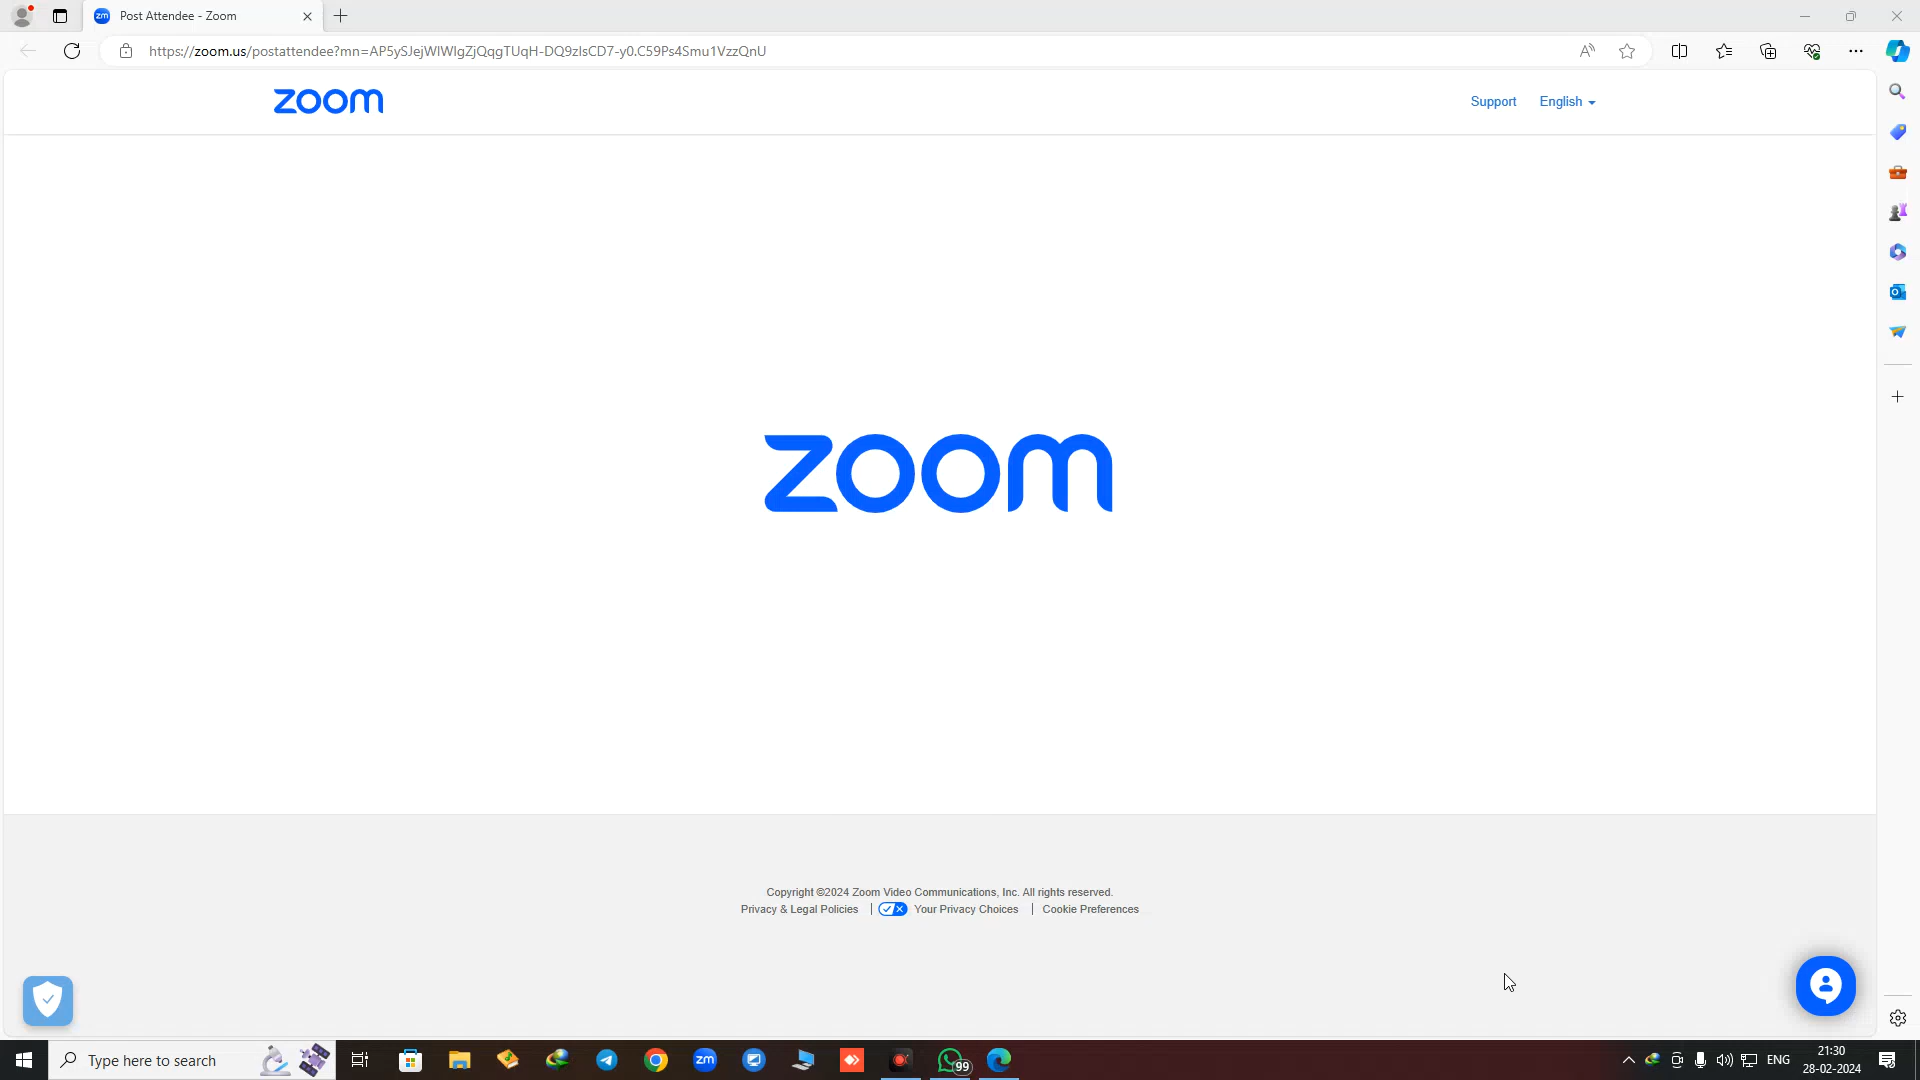 zm Post Attendee - Zoom
https://zoom.us/postattendee?mn=AP5ySJejWIWIgZjQqgTUqH-DQ9zlsCD7-y0.C59Ps4Smu1VzzQnU
zoom
Support English
zoom
Copyright ©2024 Zoom Video Communications, Inc. All rights reserved.
Privacy & Legal Policies | Your Privacy Choices | Cookie Preferences
Type here to search
zm
99
ENG
21:30
28-02-2024